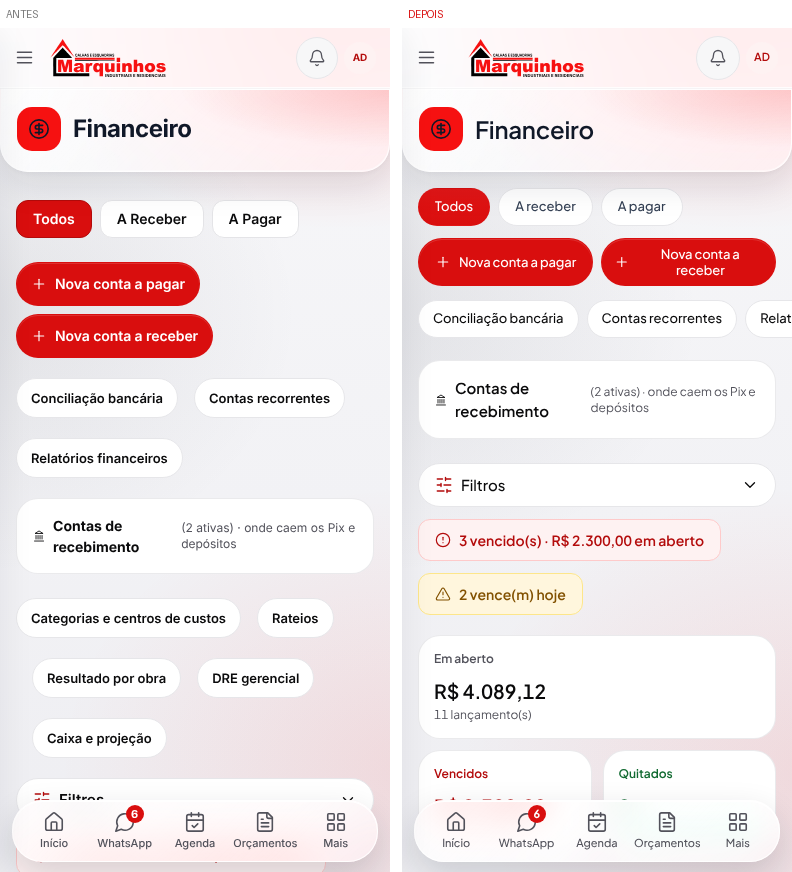 ANTES
CALHAS E ESQUADRIAS
Marquinhos
INDUSTRIAIS E RESIDENCIAIS
AD
Financeiro
Todos
A Receber
A Pagar
Nova conta a pagar
Nova conta a receber
Conciliação bancária
Contas recorrentes
Relatórios financeiros
Contas de
recebimento
(2 ativas) · onde caem os Pix e
depósitos
Categorias e centros de custos
Rateios
Resultado por obra
DRE gerencial
Caixa e projeção
Filtros
6
Início
WhatsApp
Agenda
Orçamentos
Mais
DEPOIS
CALHAS E ESQUADRIAS
Marquinhos
INDUSTRIAIS E RESIDENCIAIS
AD
Financeiro
Todos
A receber
A pagar
Nova conta a pagar
Nova conta a
receber
Conciliação bancária
Contas recorrentes
Relat
Contas de
recebimento
(2 ativas) · onde caem os Pix e
depósitos
Filtros
3 vencido(s) · R$ 2.300,00 em aberto
2 vence(m) hoje
Em aberto
R$ 4.089,12
11 lançamento(s)
Vencidos
Quitados
6
Início
WhatsApp
Agenda
Orçamentos
Mais